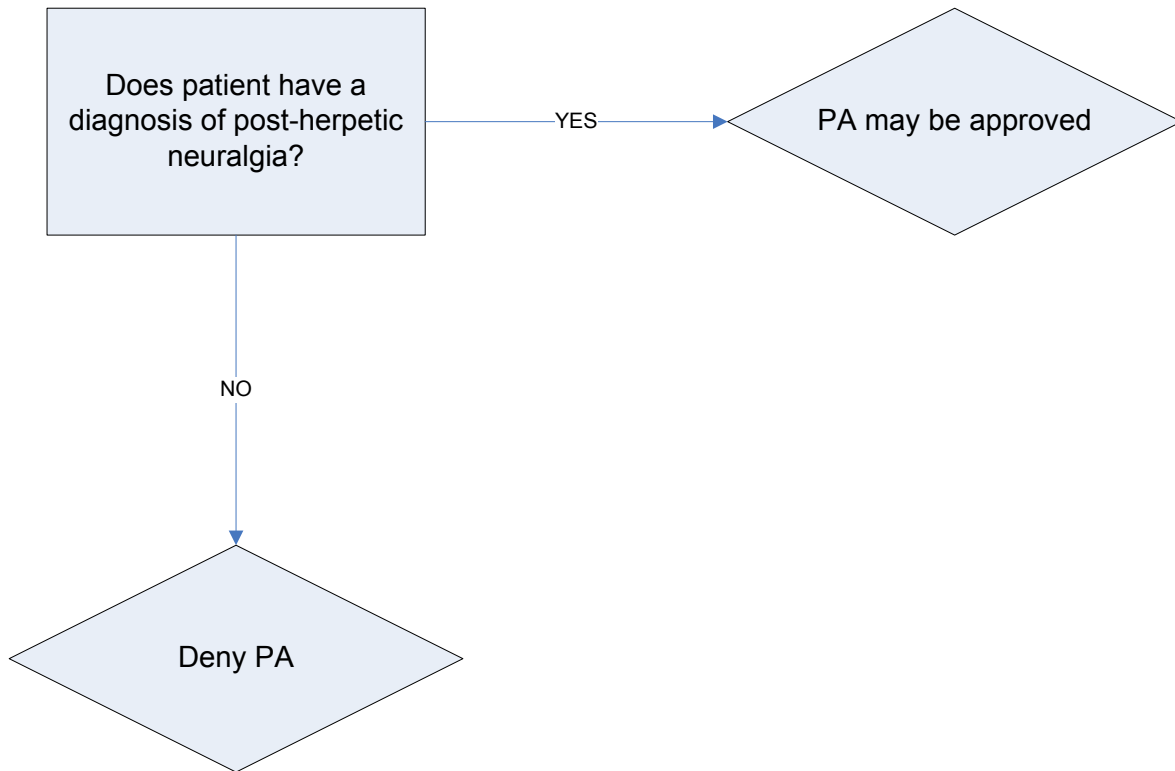 Does patient have a
diagnosis of post-herpetic
neuralgia?
YES
PA may be approved
NO
Deny PA